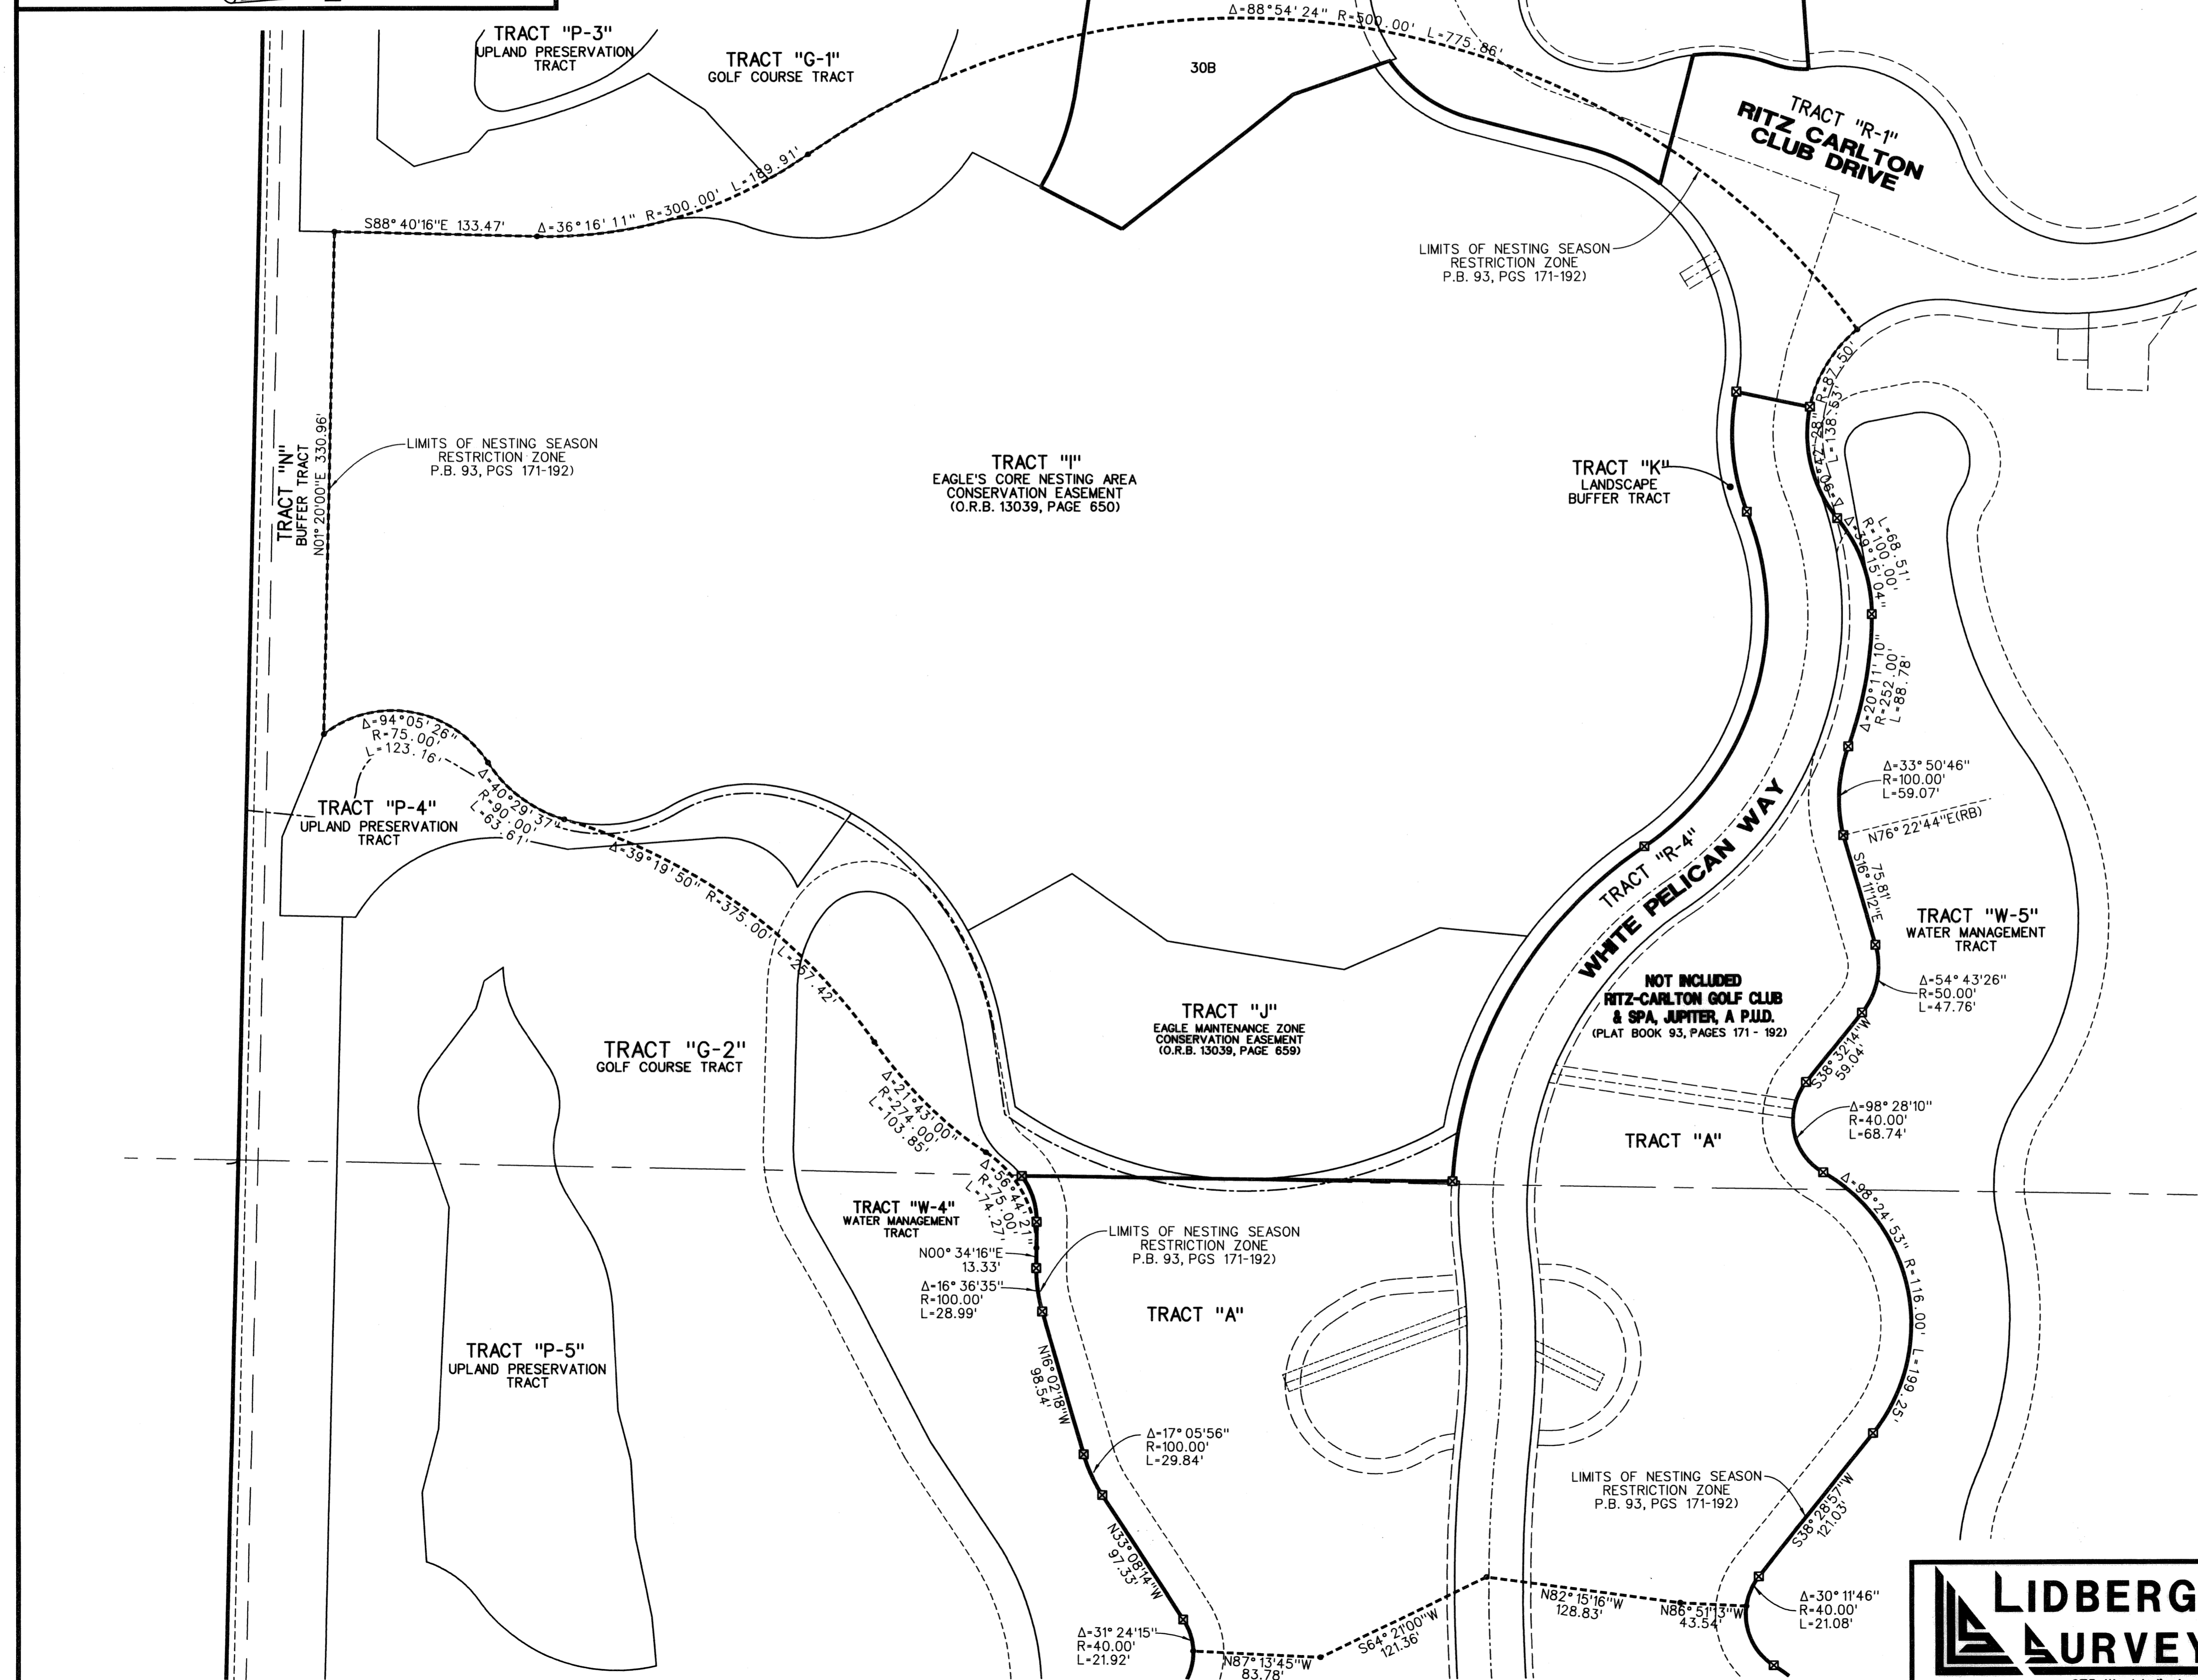 TRACT "P-3"
UPLAND PRESERVATION
TRACT
TRACT "G-1"
GOLF COURSE TRACT
Δ=88°54'24" R=500.00' L=775.86'
30B
TRACT "R-1"
RITZ CARLTON
CLUB DRIVE
S88°40'16"E 133.47'
Δ=36°16'11" R=300.00' L=189.91'
LIMITS OF NESTING SEASON
RESTRICTION ZONE
P.B. 93, PGS 171-192)
TRACT "N"
BUFFER TRACT
N01°20'00"E 330.96'
LIMITS OF NESTING SEASON
RESTRICTION ZONE
P.B. 93, PGS 171-192)
TRACT "I"
EAGLE'S CORE NESTING AREA
CONSERVATION EASEMENT
(O.R.B. 13039, PAGE 650)
TRACT "K"
LANDSCAPE
BUFFER TRACT
Δ=90°42'28" R=87.50'
L=138.53'
L=68.51'
R=100.00'
Δ=39°15'04"
Δ=20°11'10"
R=252.00'
L=88.78'
Δ=94°05'26"
R=75.00'
L=123.16'
TRACT "P-4"
UPLAND PRESERVATION
TRACT
Δ=40°29'37"
R=90.00'
L=63.61'
Δ=39°19'50" R=375.00' L=257.42'
Δ=33°50'46"
R=100.00'
L=59.07'
N76°22'44"E(RB)
75.81'
S16°11'12"E
TRACT "R-4"
WHITE PELICAN WAY
TRACT "W-5"
WATER MANAGEMENT
TRACT
NOT INCLUDED
RITZ-CARLTON GOLF CLUB
& SPA, JUPITER, A P.U.D.
(PLAT BOOK 93, PAGES 171 - 192)
Δ=54°43'26"
R=50.00'
L=47.76'
S38°32'14"W
59.04'
TRACT "J"
EAGLE MAINTENANCE ZONE
CONSERVATION EASEMENT
(O.R.B. 13039, PAGE 659)
TRACT "G-2"
GOLF COURSE TRACT
Δ=21°43'00"
R=274.00'
L=103.85'
Δ=98°28'10"
R=40.00'
L=68.74'
TRACT "A"
Δ=56°44'21"
R=75.00'
L=74.27'
Δ=98°24'53" R=116.00' L=199.25'
TRACT "W-4"
WATER MANAGEMENT
TRACT
N00°34'16"E
13.33'
Δ=16°36'35"
R=100.00'
L=28.99'
LIMITS OF NESTING SEASON
RESTRICTION ZONE
P.B. 93, PGS 171-192)
TRACT "A"
TRACT "P-5"
UPLAND PRESERVATION
TRACT
N16°02'18"W
98.54'
Δ=17°05'56"
R=100.00'
L=29.84'
LIMITS OF NESTING SEASON
RESTRICTION ZONE
P.B. 93, PGS 171-192)
S38°28'57"W
121.03'
N33°08'14"W
97.33'
Δ=31°24'15"
R=40.00'
L=21.92'
N87°13'45"W
83.78'
S64°21'00"W
121.36'
N82°15'16"W
128.83'
N86°51'13"W
43.54'
Δ=30°11'46"
R=40.00'
L=21.08'
LIDBERG
SURVEY